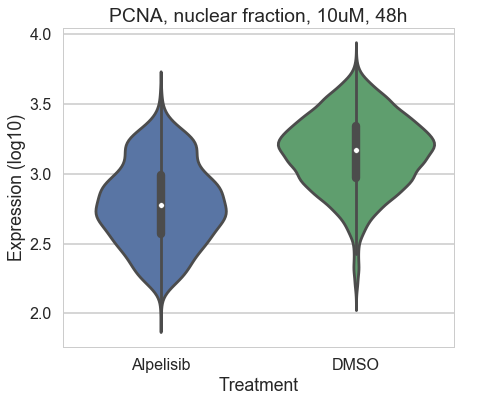 PCNA, nuclear fraction, 10uM, 48h
4.0
3.5
3.0
2.5
2.0
Expression (log10)
Alpelisib DMSO
Treatment